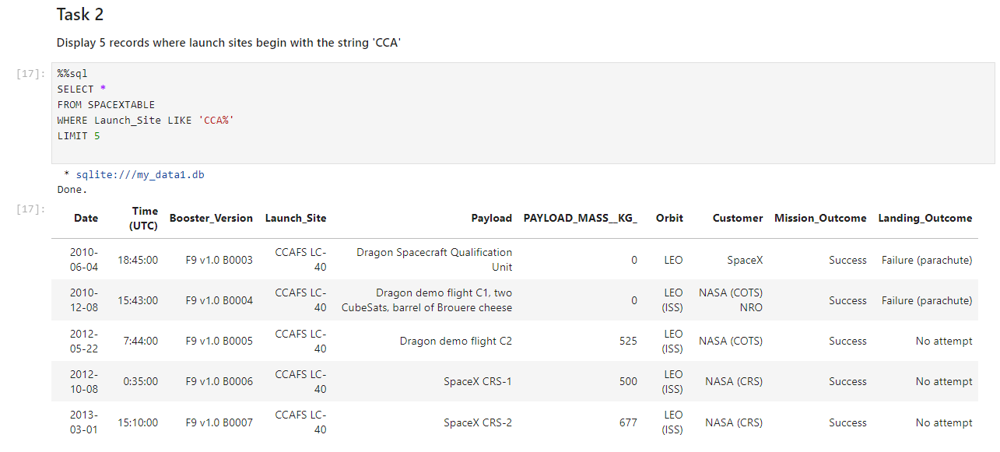 Task 2
Display 5 records where launch sites begin with the string 'CCA'
[17]:
%%sql
SELECT *
FROM SPACEXTABLE
WHERE Launch_Site LIKE 'CCA%'
LIMIT 5
* sqlite:///my_data1.db
Done.
[17]:
Date Time (UTC) Booster_Version Launch_Site Payload PAYLOAD_MASS__KG_ Orbit Customer Mission_Outcome Landing_Outcome
2010-06-04 18:45:00 F9 v1.0 B0003 CCAFS LC-40 Dragon Spacecraft Qualification Unit 0 LEO SpaceX Success Failure (parachute)
2010-12-08 15:43:00 F9 v1.0 B0004 CCAFS LC-40 Dragon demo flight C1, two CubeSats, barrel of Brouere cheese 0 LEO (ISS) NASA (COTS) NRO Success Failure (parachute)
2012-05-22 7:44:00 F9 v1.0 B0005 CCAFS LC-40 Dragon demo flight C2 525 LEO (ISS) NASA (COTS) Success No attempt
2012-10-08 0:35:00 F9 v1.0 B0006 CCAFS LC-40 SpaceX CRS-1 500 LEO (ISS) NASA (CRS) Success No attempt
2013-03-01 15:10:00 F9 v1.0 B0007 CCAFS LC-40 SpaceX CRS-2 677 LEO (ISS) NASA (CRS) Success No attempt